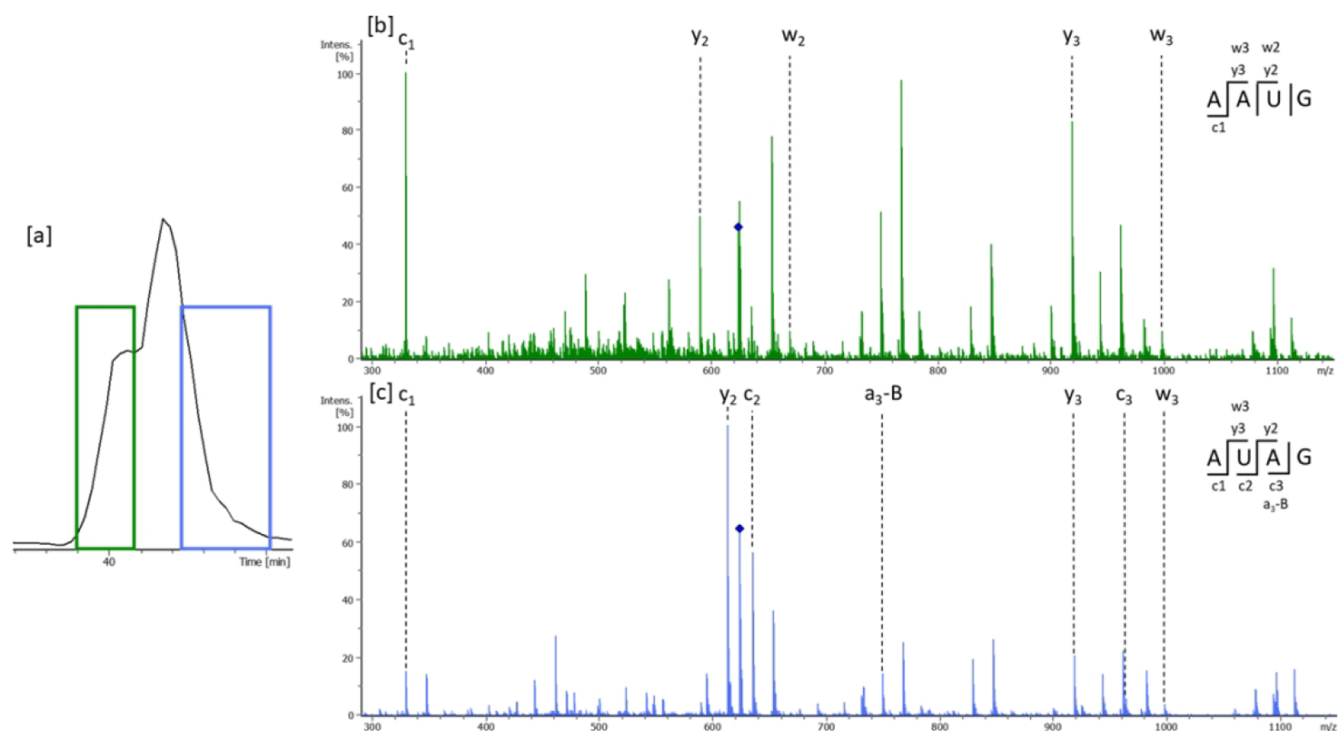 [a]
40
Time [min]
[b]
Intens.
[%]
c1
y2
w2
y3
w3
100
80
60
40
20
0
300 400 500 600 700 800 900 1000 1100 m/z
w3 w2
y3 y2
A A U G
c1
[c]
Intens.
[%]
c1
y2
c2
a3-B
y3
c3
w3
100
80
60
40
20
0
300 400 500 600 700 800 900 1000 1100 m/z
w3
y3 y2
A U A G
c1 c2 c3
a3-B